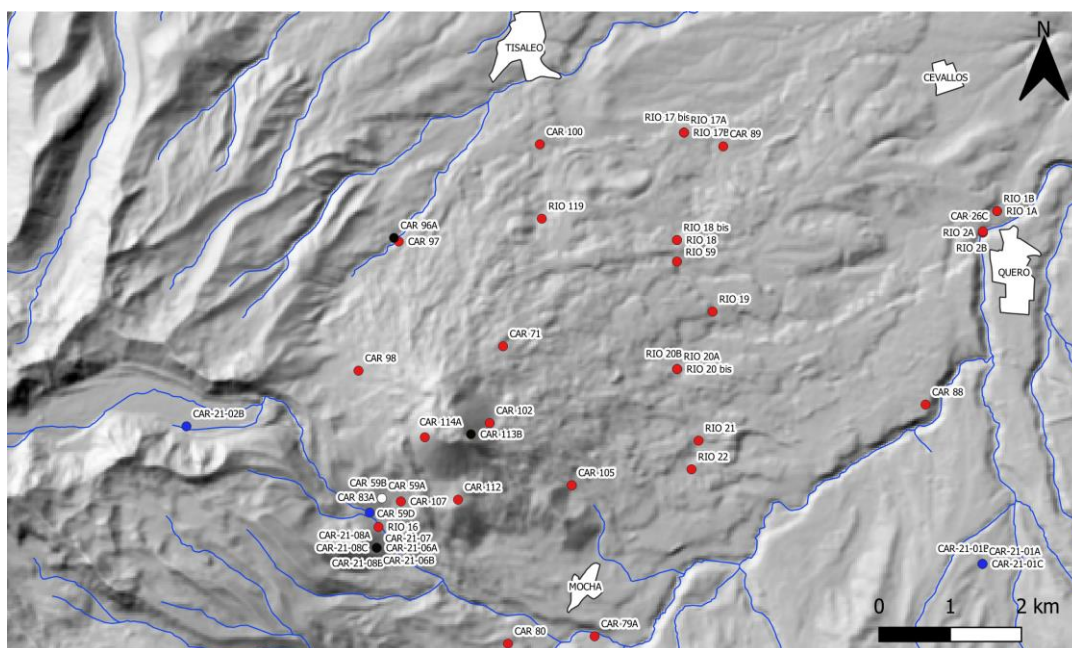 TISALEO
N
CEVALLOS
RIO 17 bis
RIO 17A
RIO 17B
CAR 89
CAR 100
RIO 1B
CAR-26C
RIO 1A
RIO 119
CAR 96A
CAR 97
RIO 18 bis
RIO 18
RIO 59
RIO 2A
RIO 2B
QUERO
RIO 19
CAR-71
CAR 98
RIO 20B
RIO 20A
RIO 20 bis
CAR 88
CAR-21-02B
CAR-102
CAR-114A
CAR-113B
RIO 21
RIO 22
CAR-105
CAR 59B
CAR 59A
CAR 83A
CAR-107
CAR-112
CAR 59D
RIO 16
CAR-21-08A
CAR-21-07
CAR-21-08C
CAR-21-06A
CAR-21-08B
CAR-21-06B
CAR-21-01B
CAR-21-01A
CAR-21-01C
MOCHA
0 1 2 km
CAR-79A
CAR 80